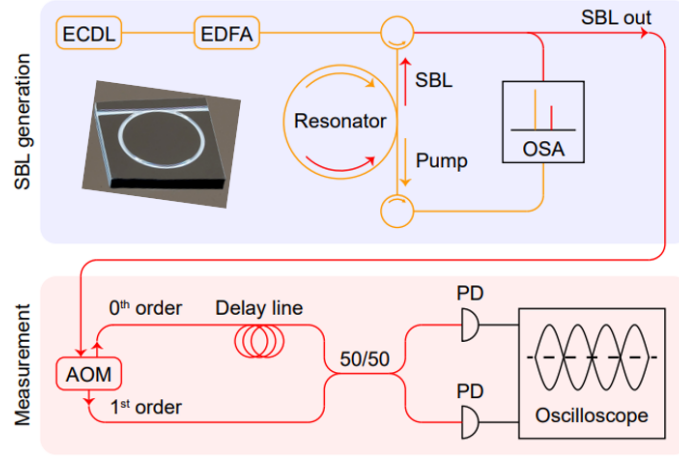 SBL generation
ECDL
EDFA
SBL out
SBL
Resonator
Pump
OSA
Measurement
0th order
Delay line
PD
AOM
50/50
1st order
PD
Oscilloscope